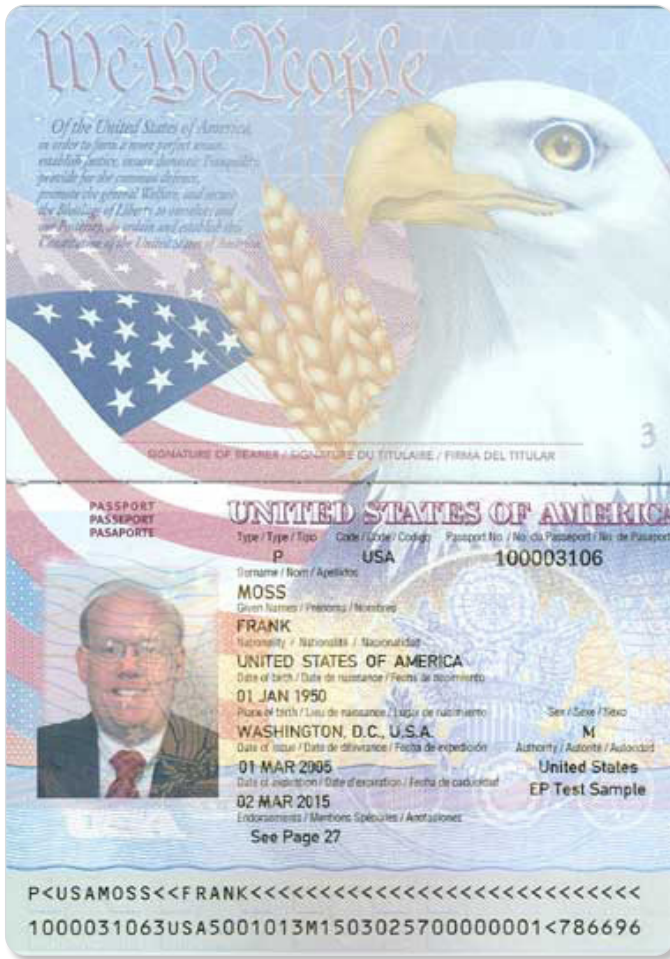 We the People
Of the United States of America,
in order to form a more perfect union,
establish justice, insure domestic Tranquility,
provide for the common defence,
promote the general Welfare, and secure
the Blessings of Liberty to ourselves and
our Posterity, do ordain and establish this
Constitution of the United States of America.
3
SIGNATURE OF BEARER / SIGNATURE DU TITULAIRE / FIRMA DEL TITULAR
PASSPORT
PASSEPORT
PASAPORTE
UNITED STATES OF AMERICA
Type / Type / Tipo Code / Code / Codigo Passport No. / No. du Passeport / No. de Pasaporte
P USA 100003106
Surname / Nom / Apellidos
MOSS
Given Names / Prénoms / Nombres
FRANK
Nationality / Nationalité / Nacionalidad
UNITED STATES OF AMERICA
Date of birth / Date de naissance / Fecha de nacimiento
01 JAN 1950
Place of birth / Lieu de naissance / Lugar de nacimiento Sex / Sexe / Sexo
WASHINGTON, D.C., U.S.A. M
Date of issue / Date de délivrance / Fecha de expedición Authority / Autorité / Autoridad
01 MAR 2005 United States
Date of expiration / Date d'expiration / Fecha de caducidad EP Test Sample
02 MAR 2015
Endorsements / Mentions Spéciales / Anotaciones
See Page 27
USA
P<USAMOSS<<FRANK<<<<<<<<<<<<<<<<<<<<<<<<<<<<
1000031063USA5001013M1503025700000001<786696